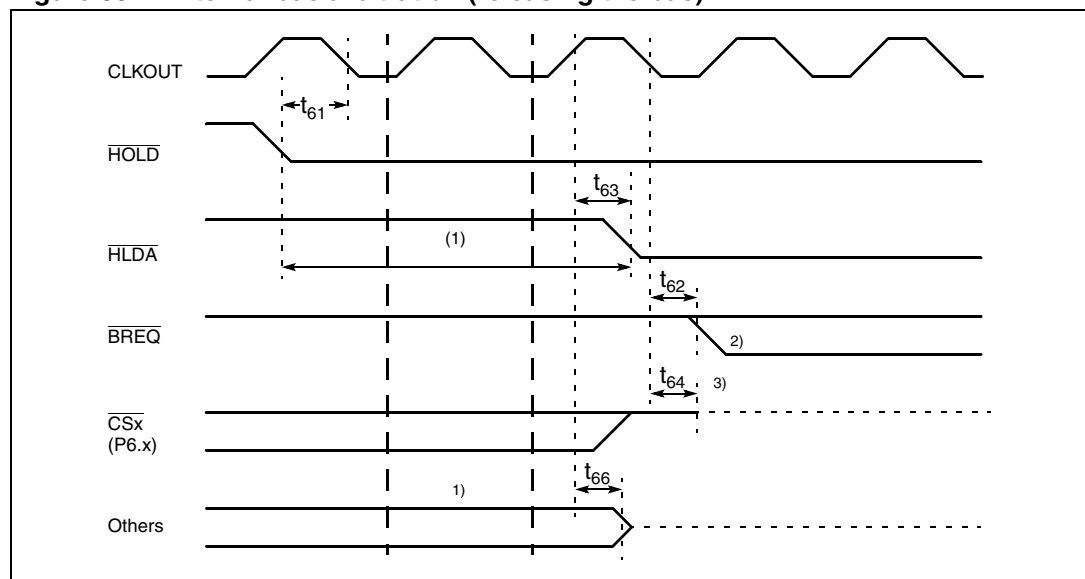 CLKOUT
t61
HOLD
t63
HLDA
(1)
t62
BREQ
2)
t64
3)
CSx
(P6.x)
t66
1)
Others